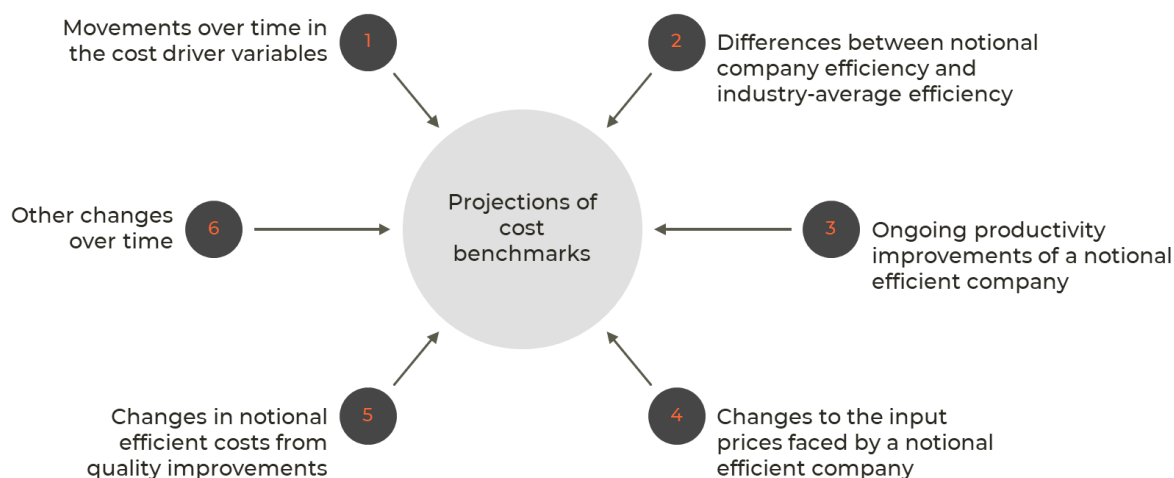 1
Movements over time in
the cost driver variables
2
Differences between notional
company efficiency and
industry-average efficiency
Projections of
cost
benchmarks
3
Ongoing productivity
improvements of a notional
efficient company
4
Changes to the input
prices faced by a notional
efficient company
5
Changes in notional
efficient costs from
quality improvements
6
Other changes
over time